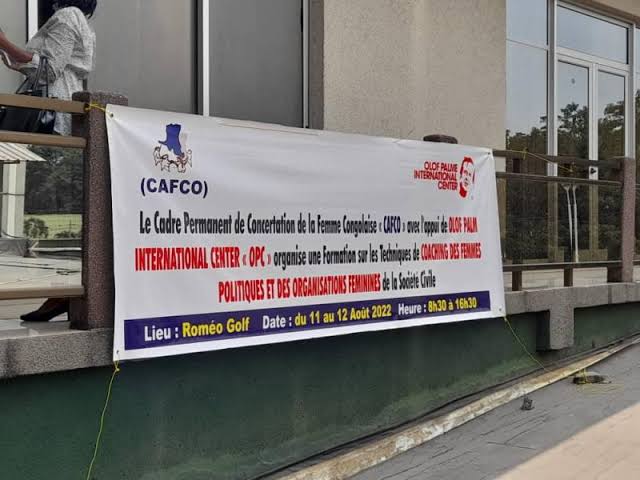 (CAFCO)
OLOF PALME
INTERNATIONAL
CENTER
Le Cadre Permanent de Concertation de la Femme Congolaise « CAFCO » avec l'appui de OLOF PALM
INTERNATIONAL CENTER « OPC » organise une Formation sur les Techniques de COACHING DES FEMMES
POLITIQUES ET DES ORGANISATIONS FEMININES de la Société Civile
Lieu : Roméo Golf Date : du 11 au 12 Août 2022 Heure : 8h30 à 16h30